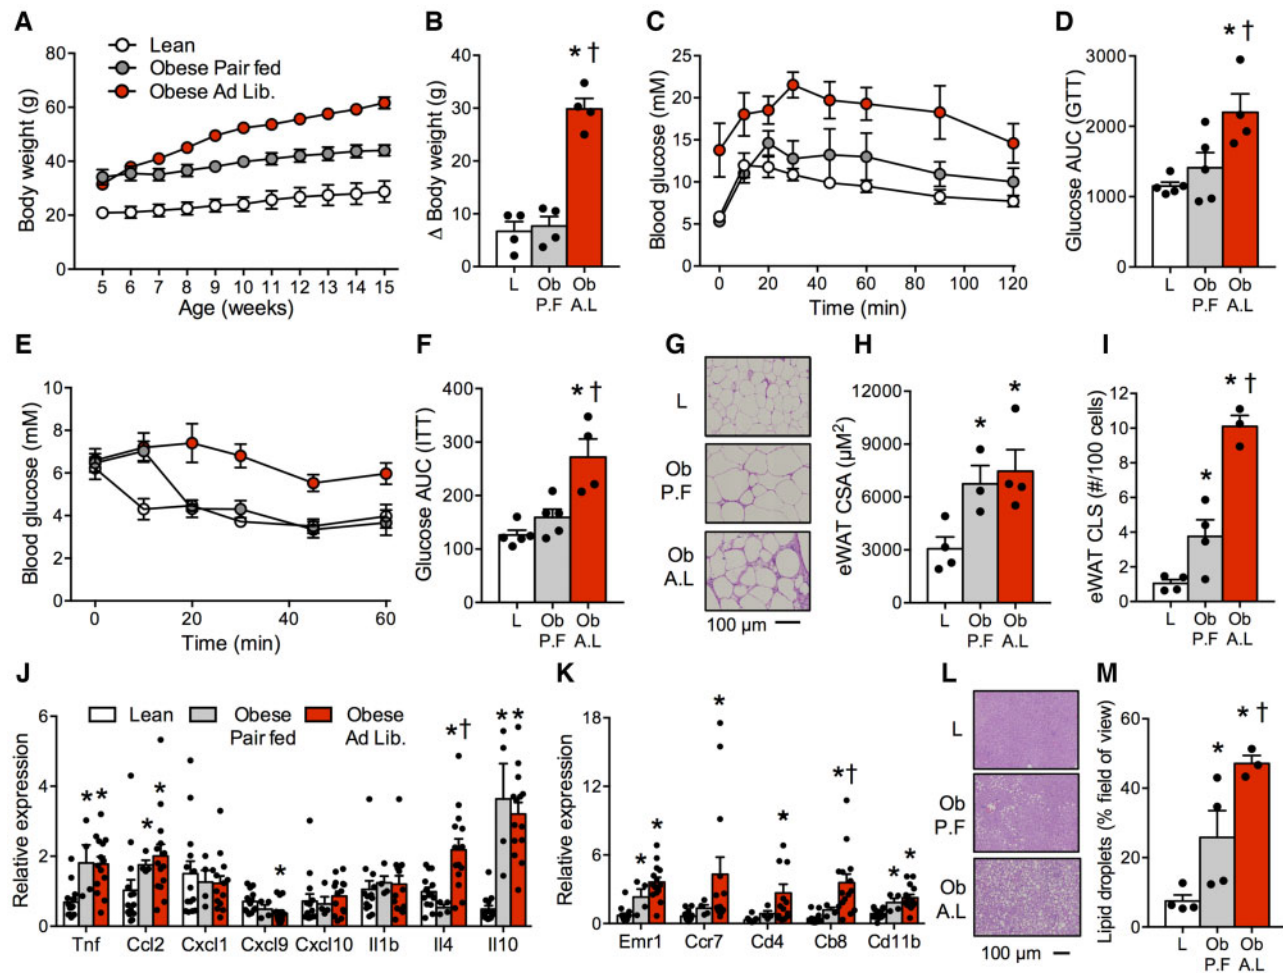 A
Lean
Obese Pair fed
Obese Ad Lib.
Body weight (g)
80
60
40
20
0
5 6 7 8 9 10 11 12 13 14 15
Age (weeks)
B
* †
Δ Body weight (g)
40
30
20
10
0
L Ob Ob
P.F A.L
C
Blood glucose (mM)
25
20
15
10
5
0
0 20 40 60 80 100 120
Time (min)
D
* †
Glucose AUC (GTT)
3000
2000
1000
0
L Ob Ob
P.F A.L
E
Blood glucose (mM)
10
8
6
4
2
0
0 20 40 60
Time (min)
F
* †
Glucose AUC (ITT)
400
300
200
100
0
L Ob Ob
P.F A.L
G
L
Ob
P.F
Ob
A.L
100 µm
H
* *
eWAT CSA (µM²)
12000
9000
6000
3000
0
L Ob Ob
P.F A.L
I
* †
*
eWAT CLS (#/100 cells)
12
10
8
6
4
2
0
L Ob Ob
P.F A.L
J
Lean Obese Pair fed Obese Ad Lib.
Relative expression
6
4
2
0
* * * * * *† * *
Tnf Ccl2 Cxcl1 Cxcl9 Cxcl10 Il1b Il4 Il10
K
Relative expression
18
12
6
0
* * * * *† * *
Emr1 Ccr7 Cd4 Cb8 Cd11b
L
L
Ob
P.F
Ob
A.L
100 µm
M
* †
*
Lipid droplets (% field of view)
60
40
20
0
L Ob Ob
P.F A.L